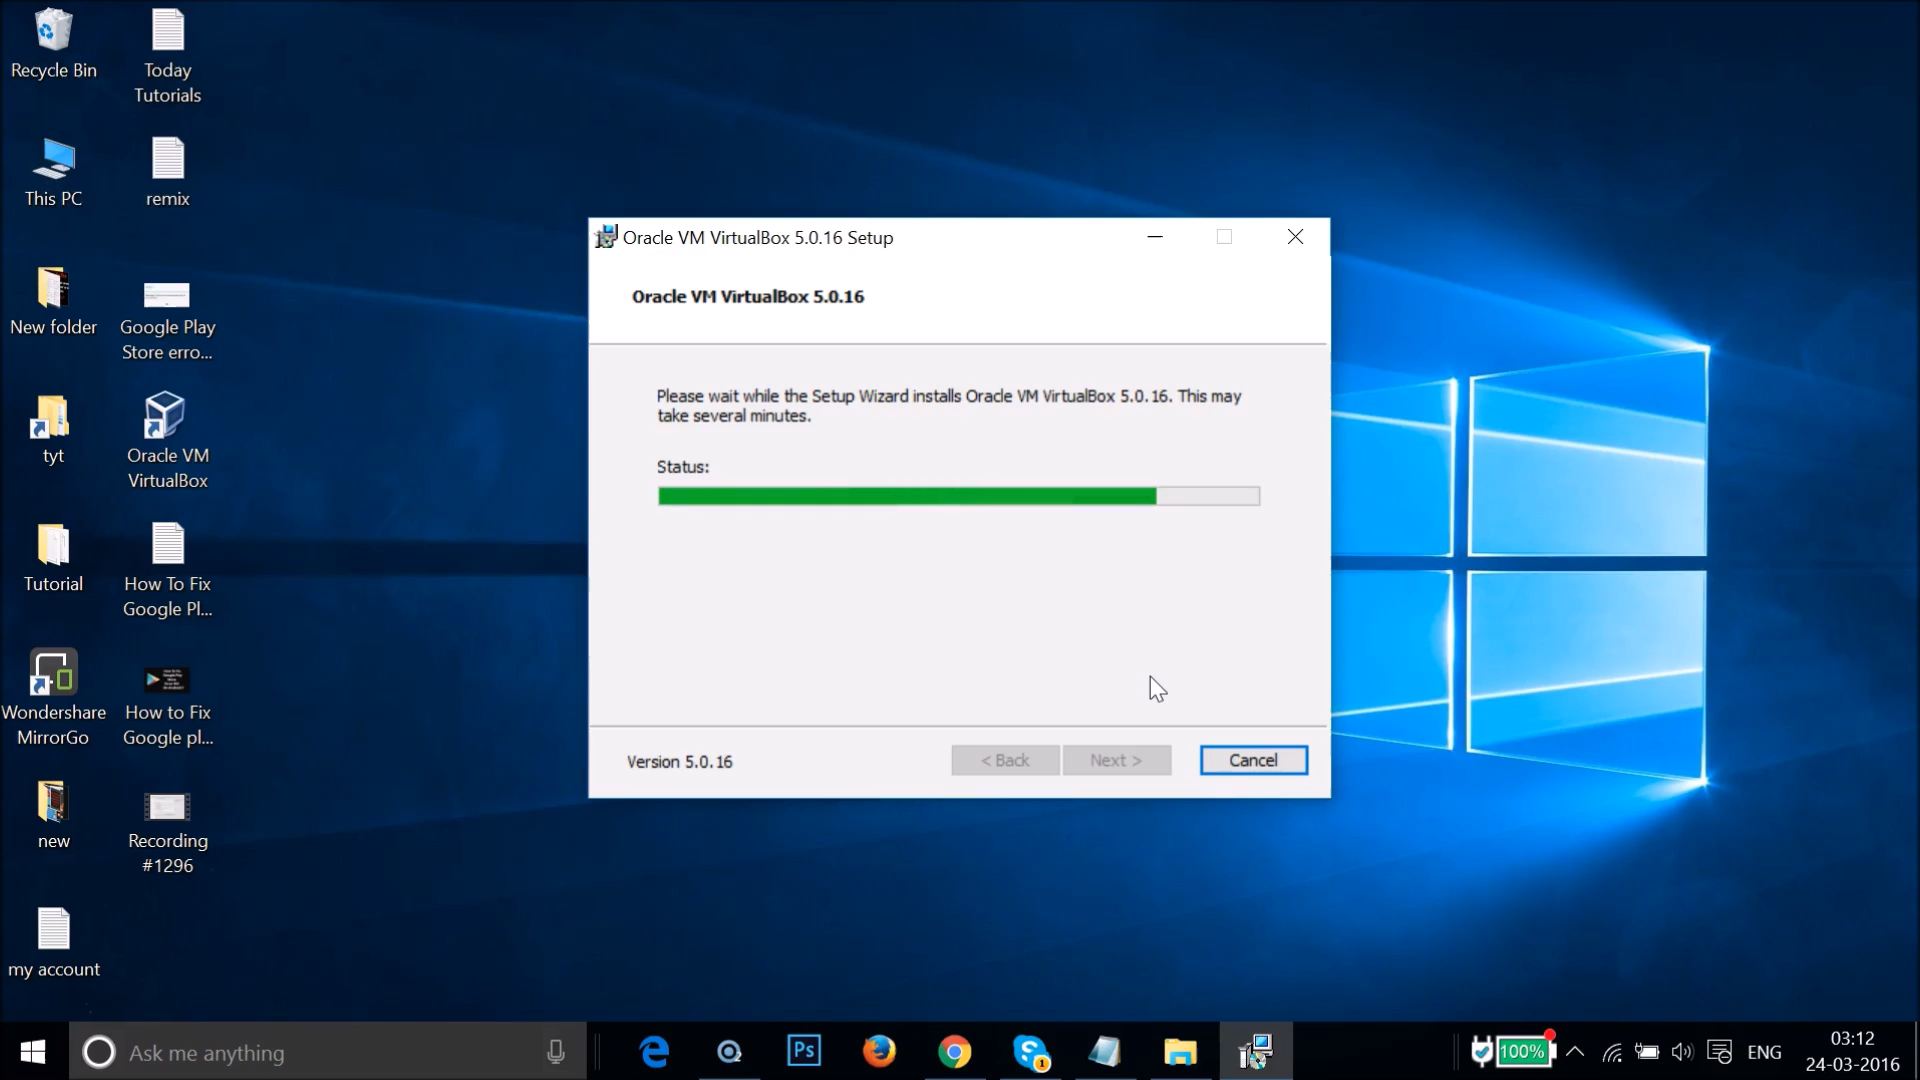 Recycle Bin
Today
Tutorials
This PC
remix
New folder
Google Play
Store erro...
tyt
Oracle VM
VirtualBox
Tutorial
How To Fix
Google Pl...
Wondershare
MirrorGo
How to Fix
Google pl...
new
Recording
#1296
my account
Oracle VM VirtualBox 5.0.16 Setup
Oracle VM VirtualBox 5.0.16
Please wait while the Setup Wizard installs Oracle VM VirtualBox 5.0.16. This may
take several minutes.
Status:
Version 5.0.16
< Back
Next >
Cancel
Ask me anything
Ps
1
100%
ENG
03:12
24-03-2016